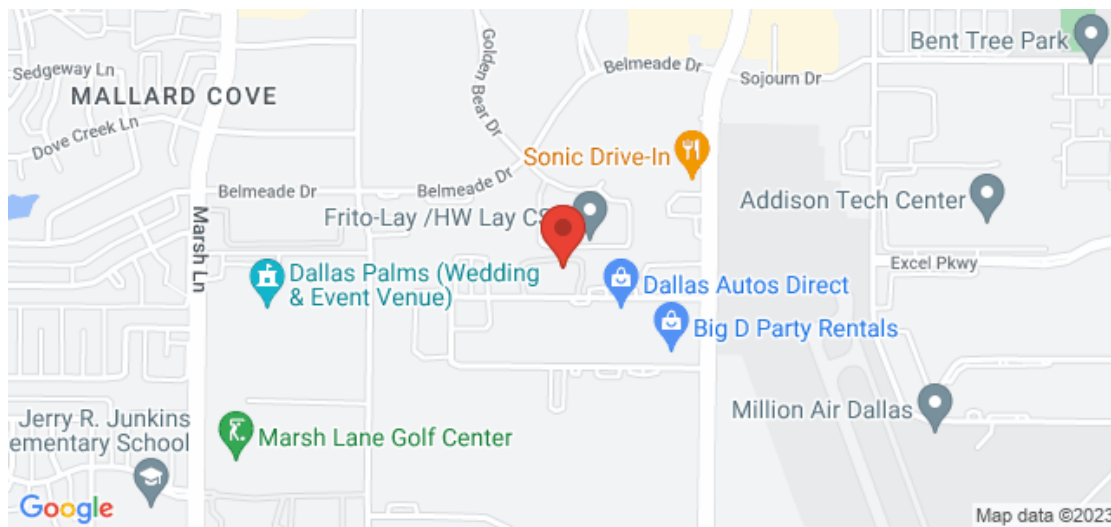 Bent Tree Park
Golden Bear Dr
Belmeade Dr
Sedgeway Ln
Sojourn Dr
MALLARD COVE
Dove Creek Ln
Sonic Drive-In
Belmeade Dr
Belmeade Dr
Addison Tech Center
Frito-Lay /HW Lay CS
Marsh Ln
Excel Pkwy
Dallas Palms (Wedding
& Event Venue)
Dallas Autos Direct
Big D Party Rentals
Million Air Dallas
Jerry R. Junkins
ementary School
Marsh Lane Golf Center
Google
Map data ©2023